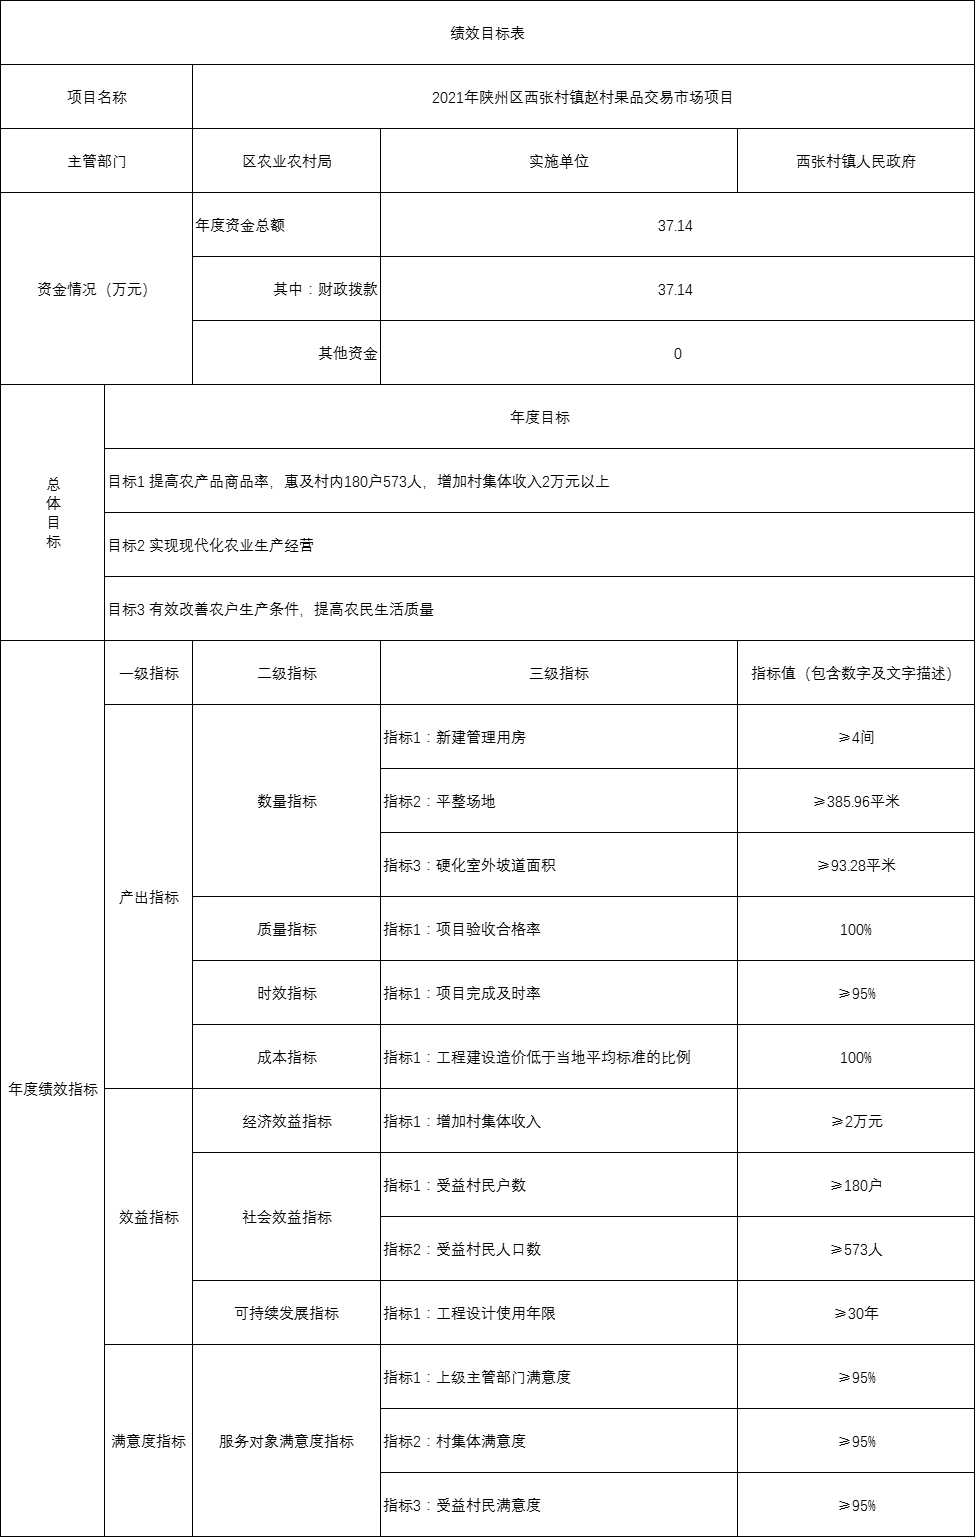 绩效目标表
项目名称 2021年陕州区西张村镇赵村果品交易市场项目
主管部门 区农业农村局 实施单位 西张村镇人民政府
资金情况（万元） 年度资金总额 37.14
其中：财政拨款 37.14
其他资金 0
总体目标 年度目标
目标1 提高农产品商品率，惠及村内180户573人，增加村集体收入2万元以上
目标2 实现现代化农业生产经营
目标3 有效改善农户生产条件，提高农民生活质量
年度绩效指标 一级指标 二级指标 三级指标 指标值（包含数字及文字描述）
产出指标 数量指标 指标1：新建管理用房 ≥4间
指标2：平整场地 ≥385.96平米
指标3：硬化室外坡道面积 ≥93.28平米
质量指标 指标1：项目验收合格率 100%
时效指标 指标1：项目完成及时率 ≥95%
成本指标 指标1：工程建设造价低于当地平均标准的比例 100%
效益指标 经济效益指标 指标1：增加村集体收入 ≥2万元
社会效益指标 指标1：受益村民户数 ≥180户
指标2：受益村民人口数 ≥573人
可持续发展指标 指标1：工程设计使用年限 ≥30年
满意度指标 服务对象满意度指标 指标1：上级主管部门满意度 ≥95%
指标2：村集体满意度 ≥95%
指标3：受益村民满意度 ≥95%